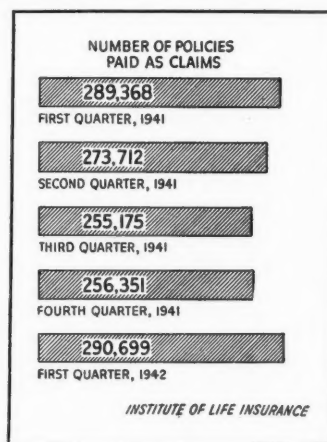 NUMBER OF POLICIES
PAID AS CLAIMS
289,368
FIRST QUARTER, 1941
273,712
SECOND QUARTER, 1941
255,175
THIRD QUARTER, 1941
256,351
FOURTH QUARTER, 1941
290,699
FIRST QUARTER, 1942
INSTITUTE OF LIFE INSURANCE